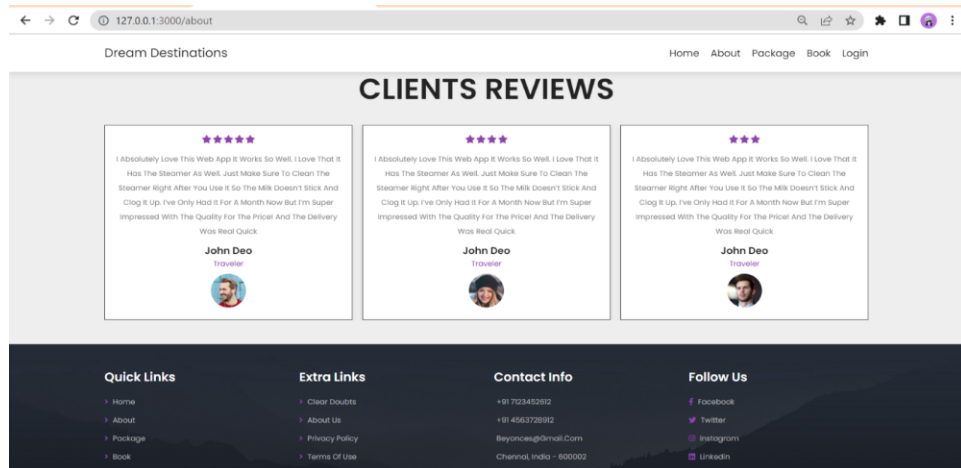 127.0.0.1:3000/about
Dream Destinations
Home About Package Book Login
CLIENTS REVIEWS
I Absolutely Love This Web App It Works So Well. I Love That It
Has The Steamer As Well. Just Make Sure To Clean The
Steamer Right After You Use It So The Milk Doesn't Stick And
Clog It Up. I've Only Had It For A Month Now But I'm Super
Impressed With The Quality For The Price! And The Delivery
Was Real Quick
John Deo
Traveler
I Absolutely Love This Web App It Works So Well. I Love That It
Has The Steamer As Well. Just Make Sure To Clean The
Steamer Right After You Use It So The Milk Doesn't Stick And
Clog It Up. I've Only Had It For A Month Now But I'm Super
Impressed With The Quality For The Price! And The Delivery
Was Real Quick
John Deo
Traveler
I Absolutely Love This Web App It Works So Well. I Love That It
Has The Steamer As Well. Just Make Sure To Clean The
Steamer Right After You Use It So The Milk Doesn't Stick And
Clog It Up. I've Only Had It For A Month Now But I'm Super
Impressed With The Quality For The Price! And The Delivery
Was Real Quick
John Deo
Traveler
Quick Links
Home
About
Package
Book
Extra Links
Clear Doubts
About Us
Privacy Policy
Terms Of Use
Contact Info
+91 7123452612
+91 4563728912
Beyonces@Gmail.Com
Chennai, India - 600002
Follow Us
Facebook
Twitter
Instagram
Linkedin